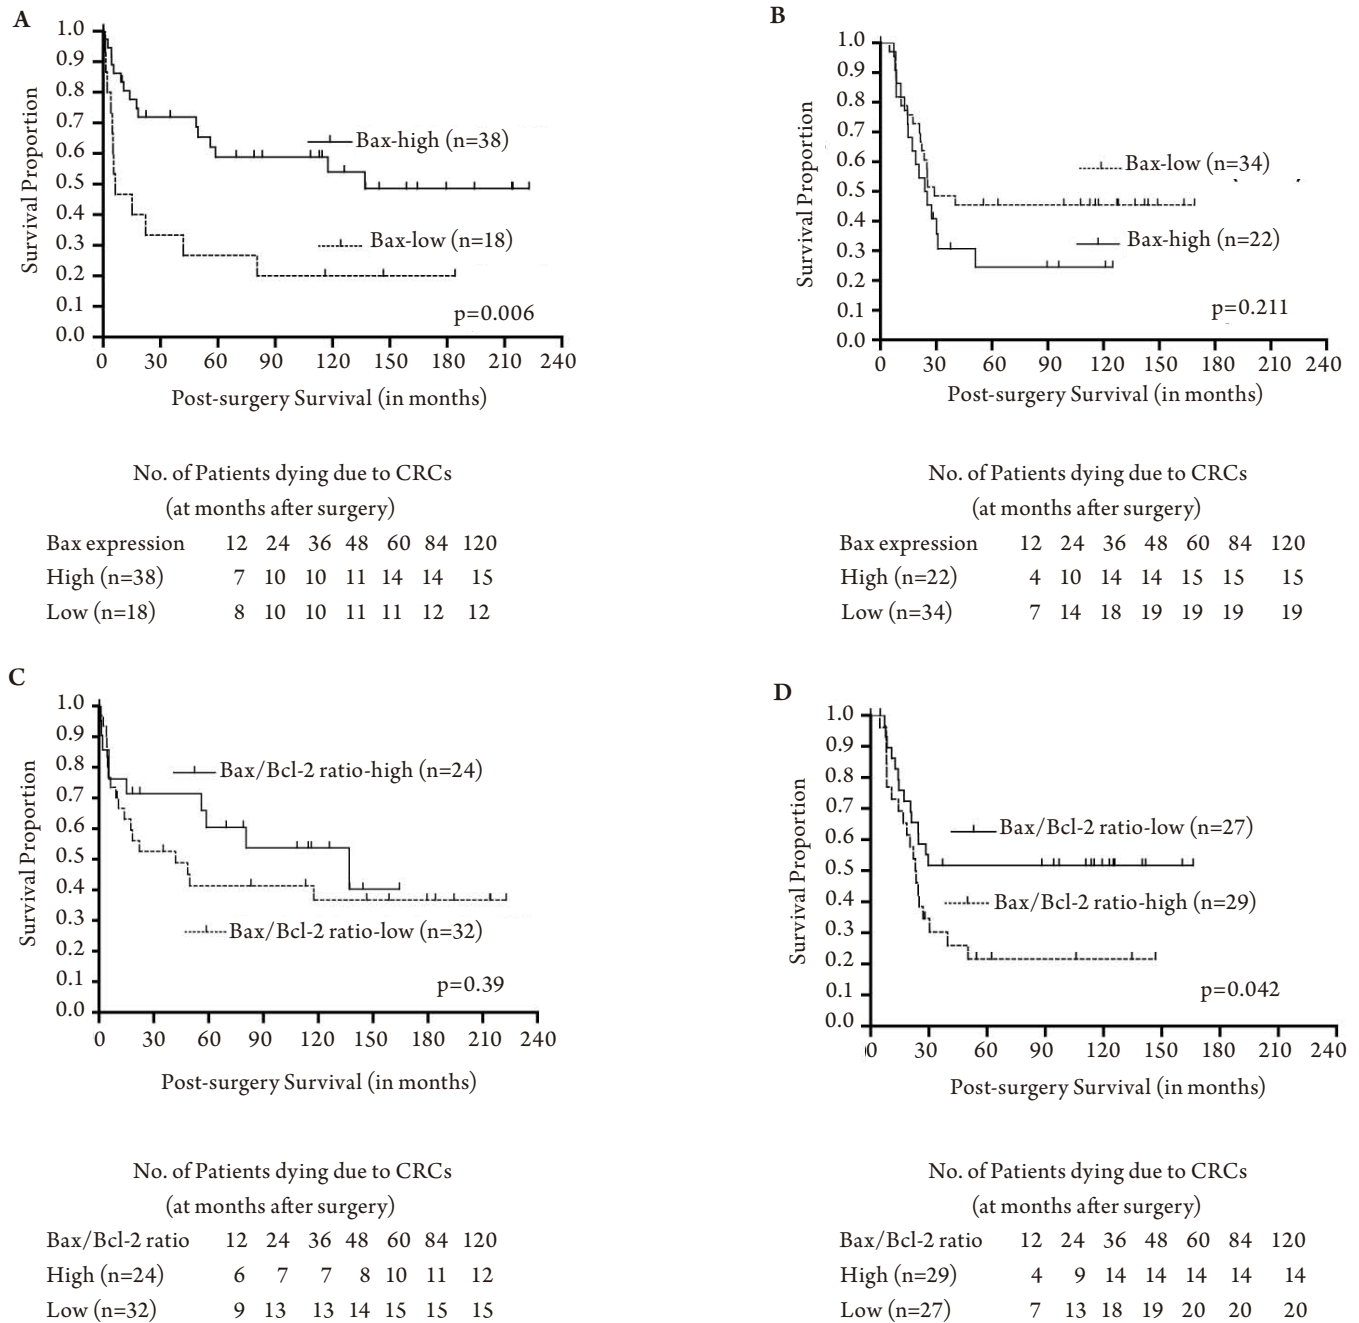 A
Survival Proportion
1.0
0.9
0.8
0.7
0.6
0.5
0.4
0.3
0.2
0.1
0.0
Bax-high (n=38)
Bax-low (n=18)
p=0.006
0 30 60 90 120 150 180 210 240
Post-surgery Survival (in months)
No. of Patients dying due to CRCs
(at months after surgery)
Bax expression 12 24 36 48 60 84 120
High (n=38) 7 10 10 11 14 14 15
Low (n=18) 8 10 10 11 11 12 12
B
Survival Proportion
1.0
0.9
0.8
0.7
0.6
0.5
0.4
0.3
0.2
0.1
0.0
Bax-low (n=34)
Bax-high (n=22)
p=0.211
0 30 60 90 120 150 180 210 240
Post-surgery Survival (in months)
No. of Patients dying due to CRCs
(at months after surgery)
Bax expression 12 24 36 48 60 84 120
High (n=22) 4 10 14 14 15 15 15
Low (n=34) 7 14 18 19 19 19 19
C
Survival Proportion
1.0
0.9
0.8
0.7
0.6
0.5
0.4
0.3
0.2
0.1
0.0
Bax/Bcl-2 ratio-high (n=24)
Bax/Bcl-2 ratio-low (n=32)
p=0.39
0 30 60 90 120 150 180 210 240
Post-surgery Survival (in months)
No. of Patients dying due to CRCs
(at months after surgery)
Bax/Bcl-2 ratio 12 24 36 48 60 84 120
High (n=24) 6 7 7 8 10 11 12
Low (n=32) 9 13 13 14 15 15 15
D
Survival Proportion
1.0
0.9
0.8
0.7
0.6
0.5
0.4
0.3
0.2
0.1
0.0
Bax/Bcl-2 ratio-low (n=27)
Bax/Bcl-2 ratio-high (n=29)
p=0.042
0 30 60 90 120 150 180 210 240
Post-surgery Survival (in months)
No. of Patients dying due to CRCs
(at months after surgery)
Bax/Bcl-2 ratio 12 24 36 48 60 84 120
High (n=29) 4 9 14 14 14 14 14
Low (n=27) 7 13 18 19 20 20 20